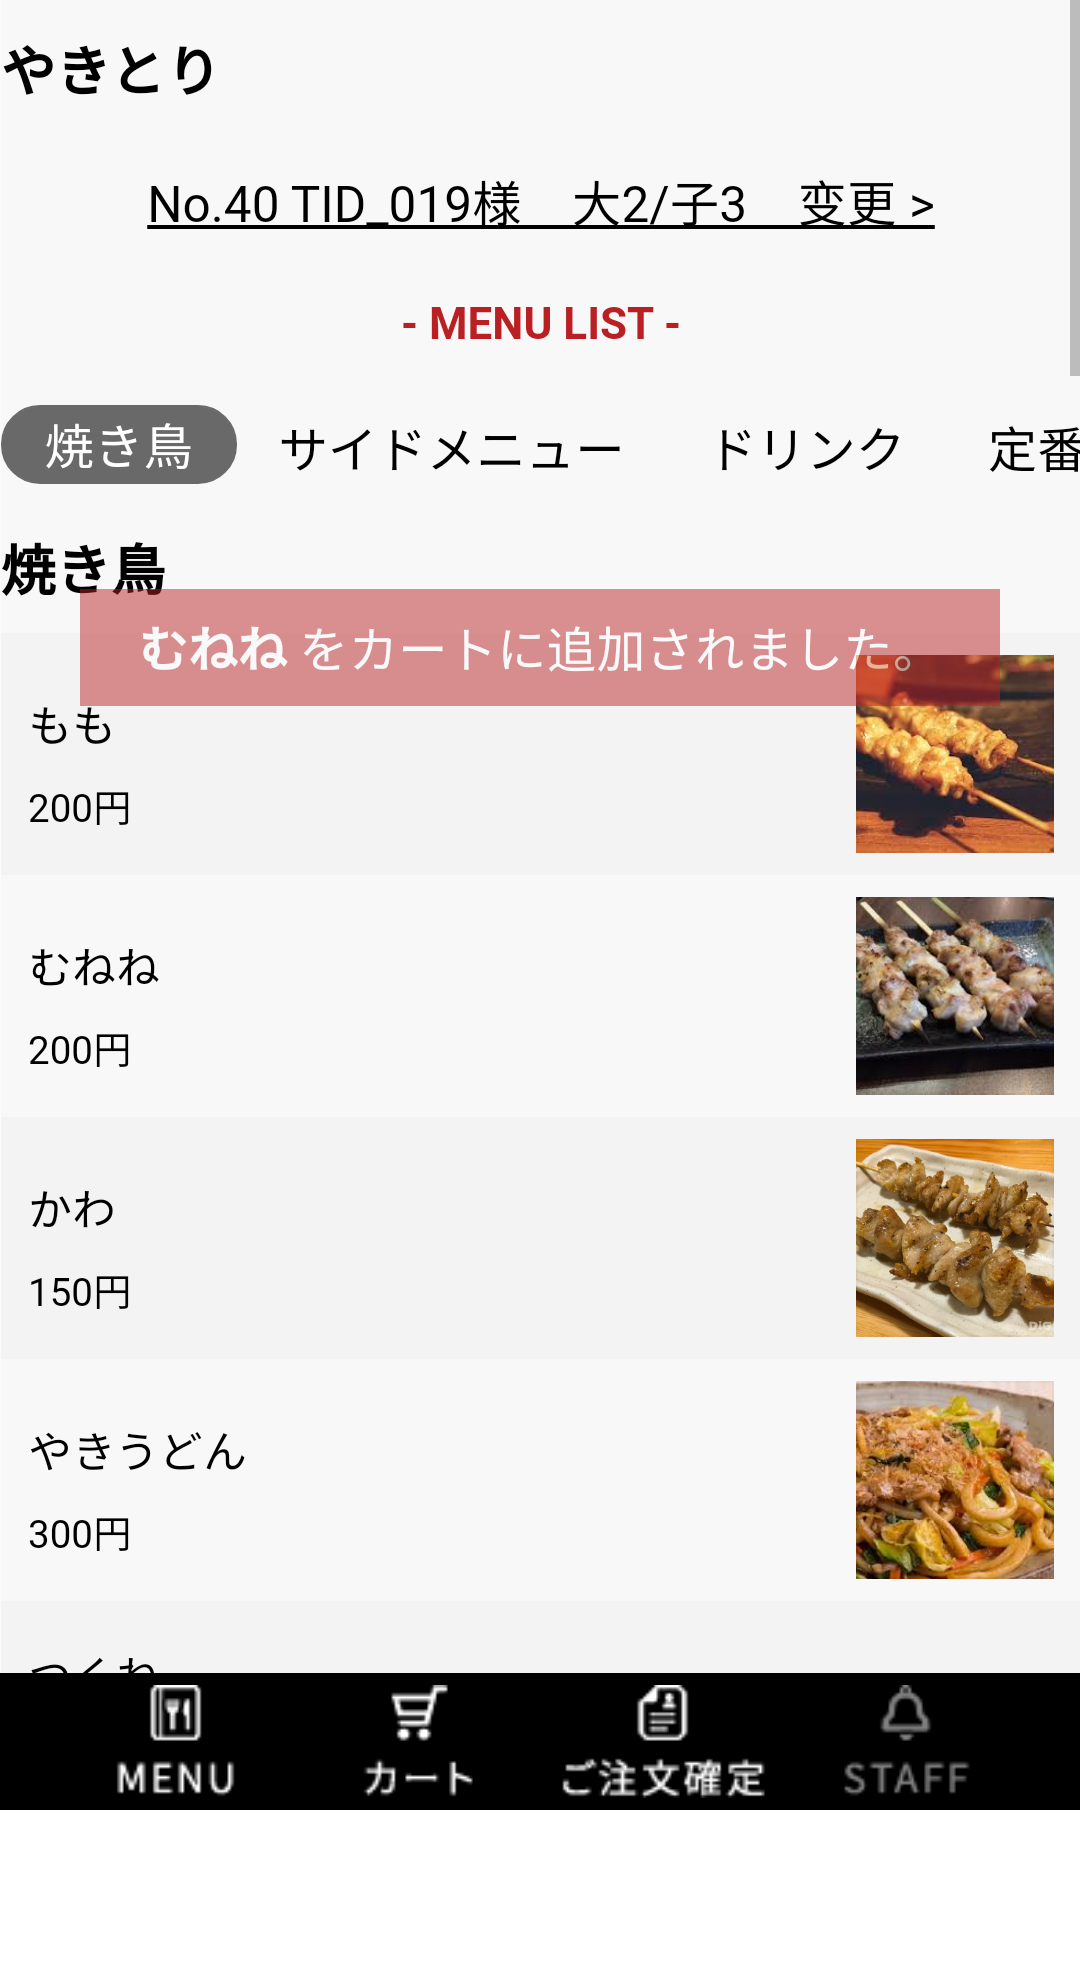 やきとり
No.40 TID_019様　大2/子3　変更 >
- MENU LIST -
焼き鳥　サイドメニュー　ドリンク　定番
焼き鳥
むねね をカートに追加されました。
もも
200円
むねね
200円
かわ
150円
やきうどん
300円
MENU　カート　ご注文確定　STAFF